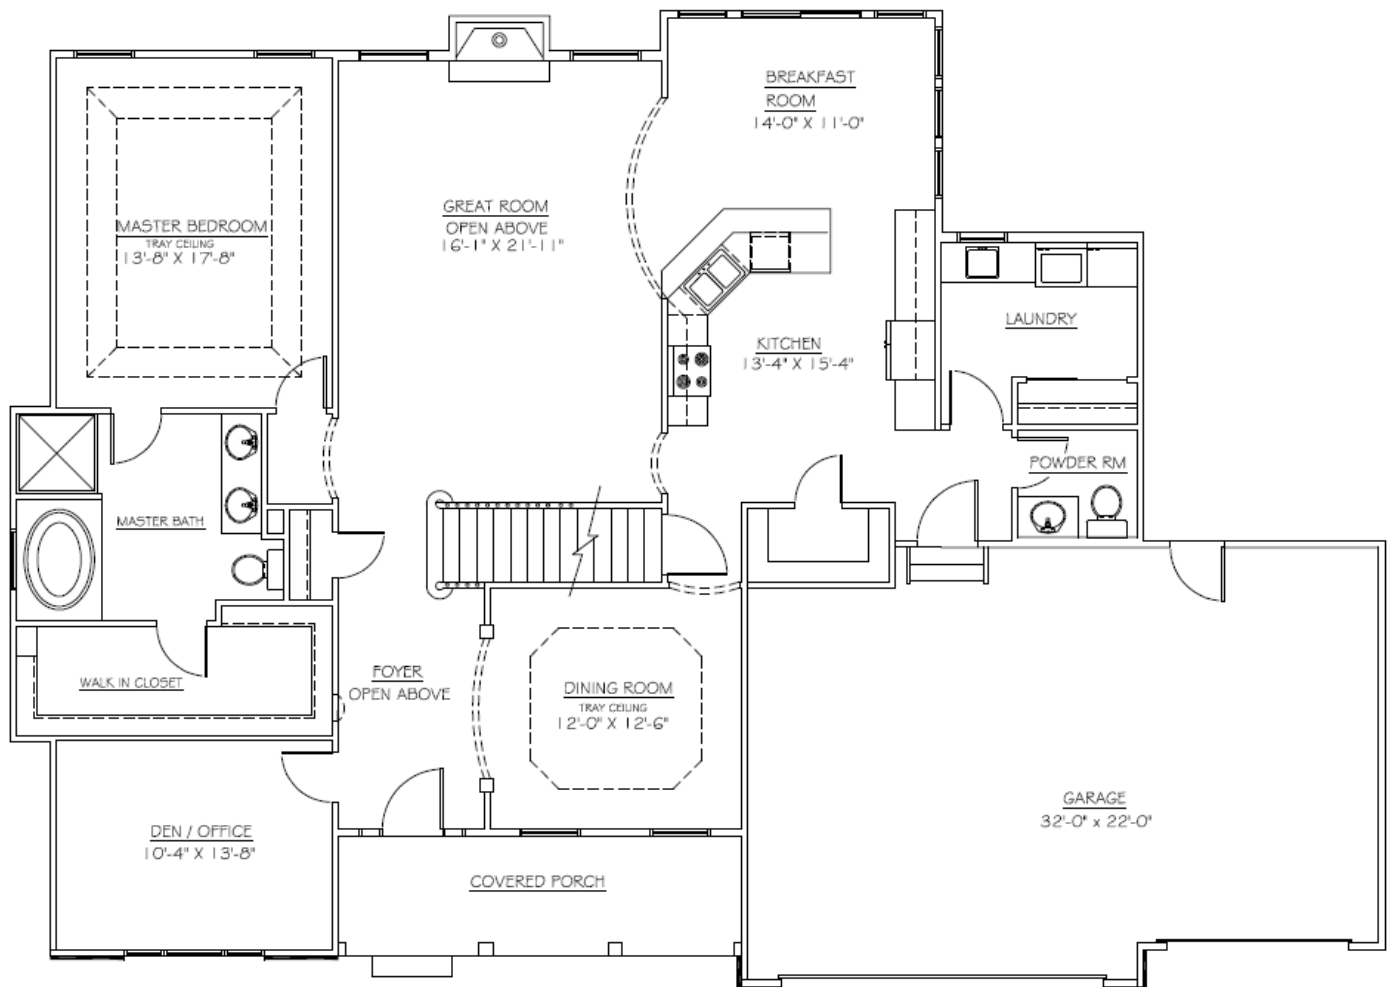 BREAKFAST
ROOM
14'-0" X 11'-0"
MASTER BEDROOM
TRAY CEILING
13'-8" X 17'-8"
GREAT ROOM
OPEN ABOVE
16'-1" X 21'-11"
KITCHEN
13'-4" X 15'-4"
LAUNDRY
POWDER RM
MASTER BATH
WALK IN CLOSET
FOYER
OPEN ABOVE
DINING ROOM
TRAY CEILING
12'-0" X 12'-6"
DEN / OFFICE
10'-4" X 13'-8"
COVERED PORCH
GARAGE
32'-0" x 22'-0"